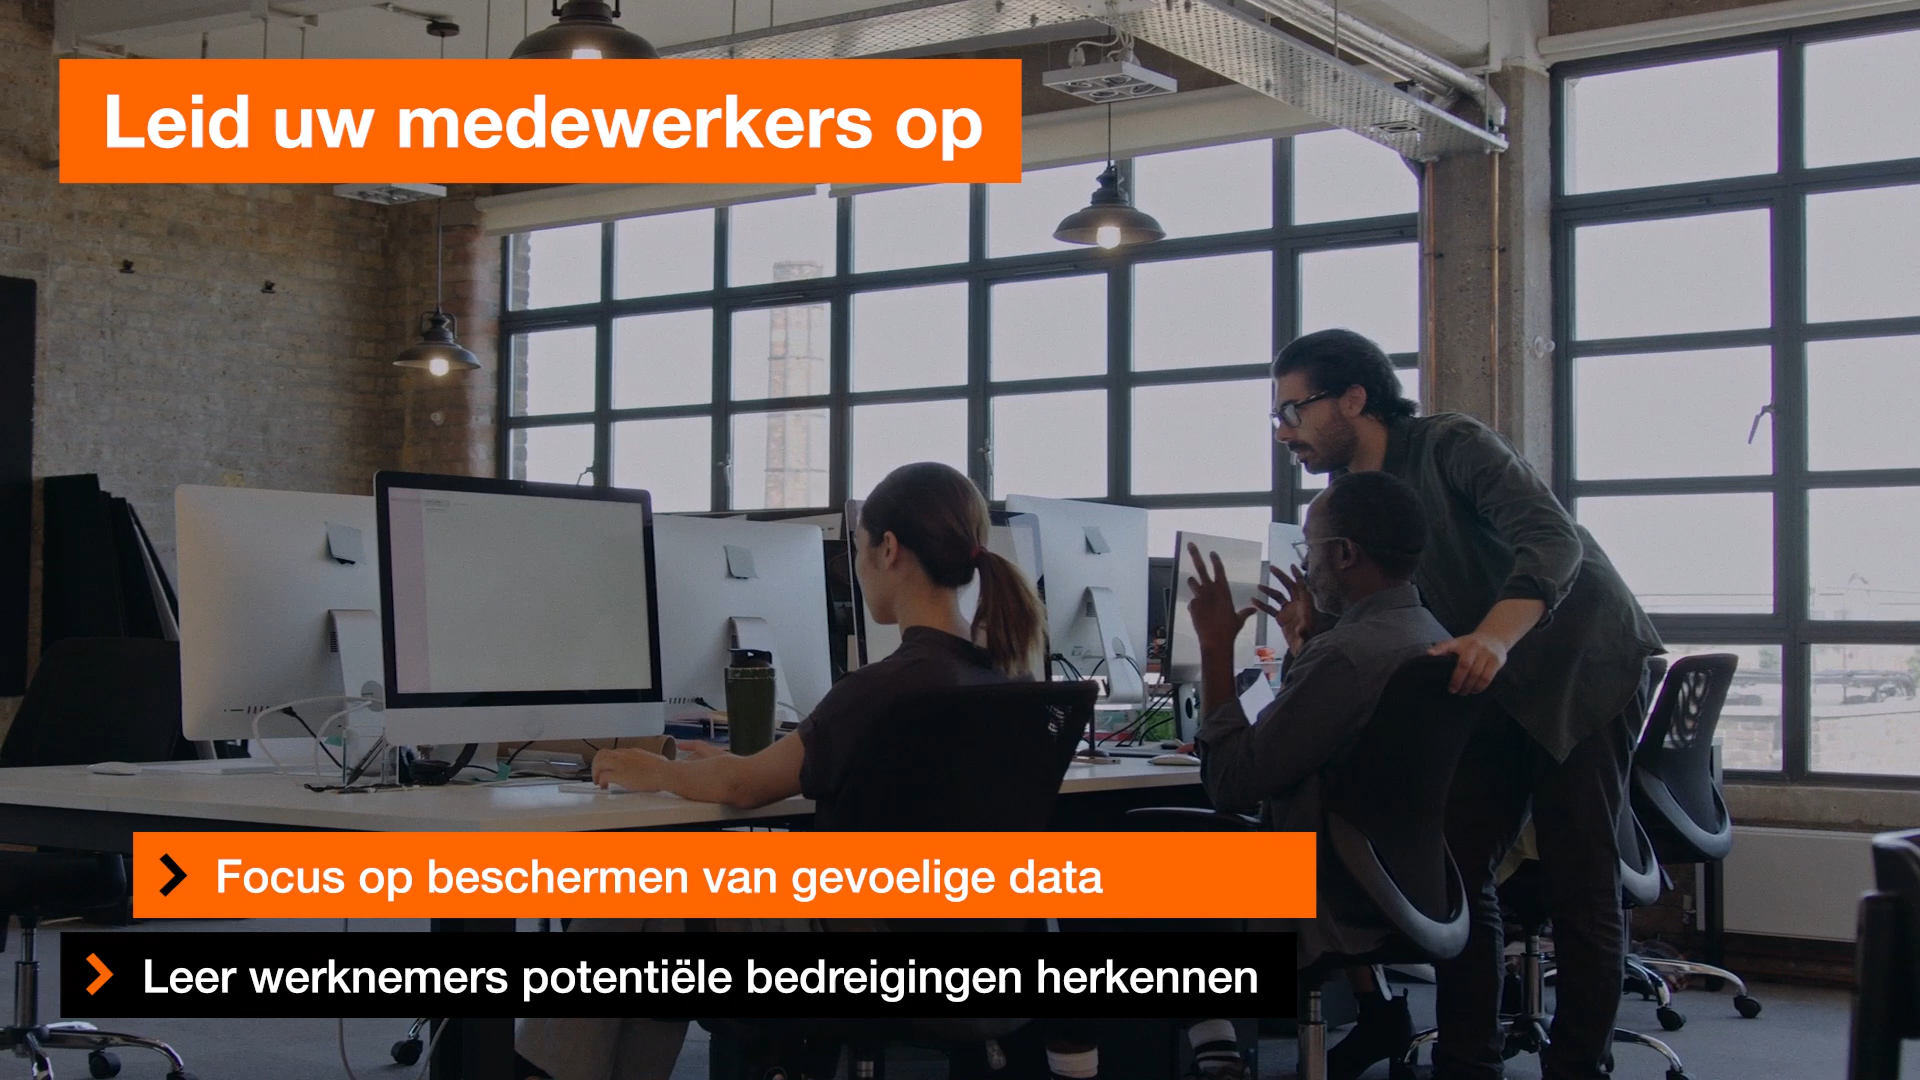 Leid uw medewerkers op
Focus op beschermen van gevoelige data
Leer werknemers potentiële bedreigingen herkennen